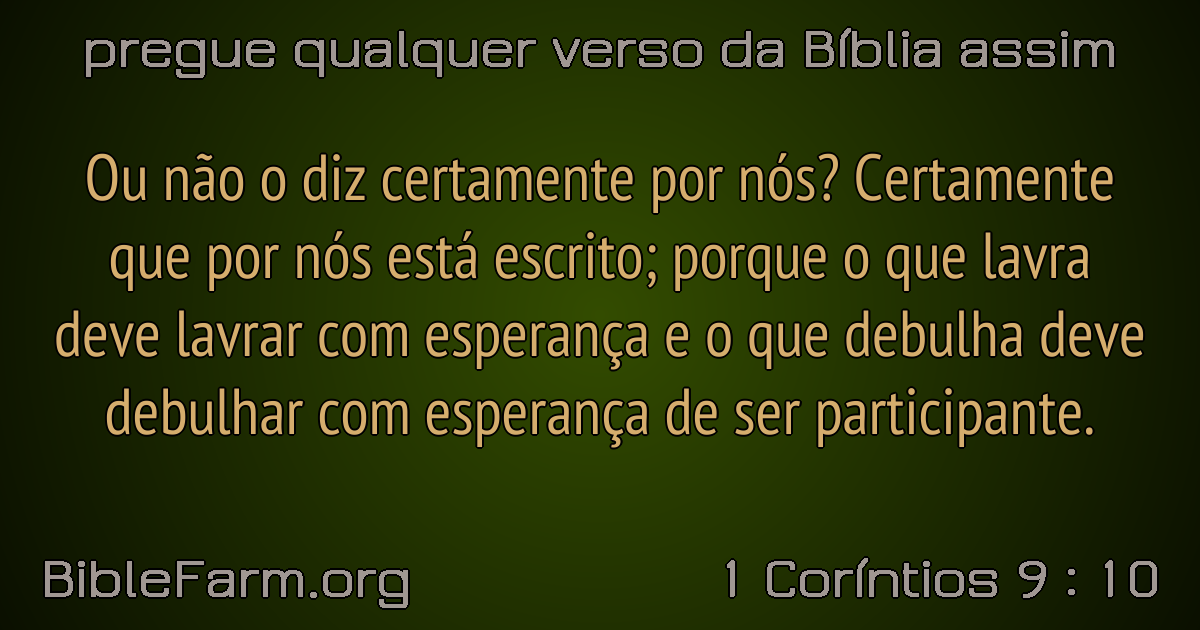 pregue qualquer verso da Bíblia assim
Ou não o diz certamente por nós? Certamente
que por nós está escrito; porque o que lavra
deve lavrar com esperança e o que debulha deve
debulhar com esperança de ser participante.
BibleFarm.org
1 Coríntios 9 : 10